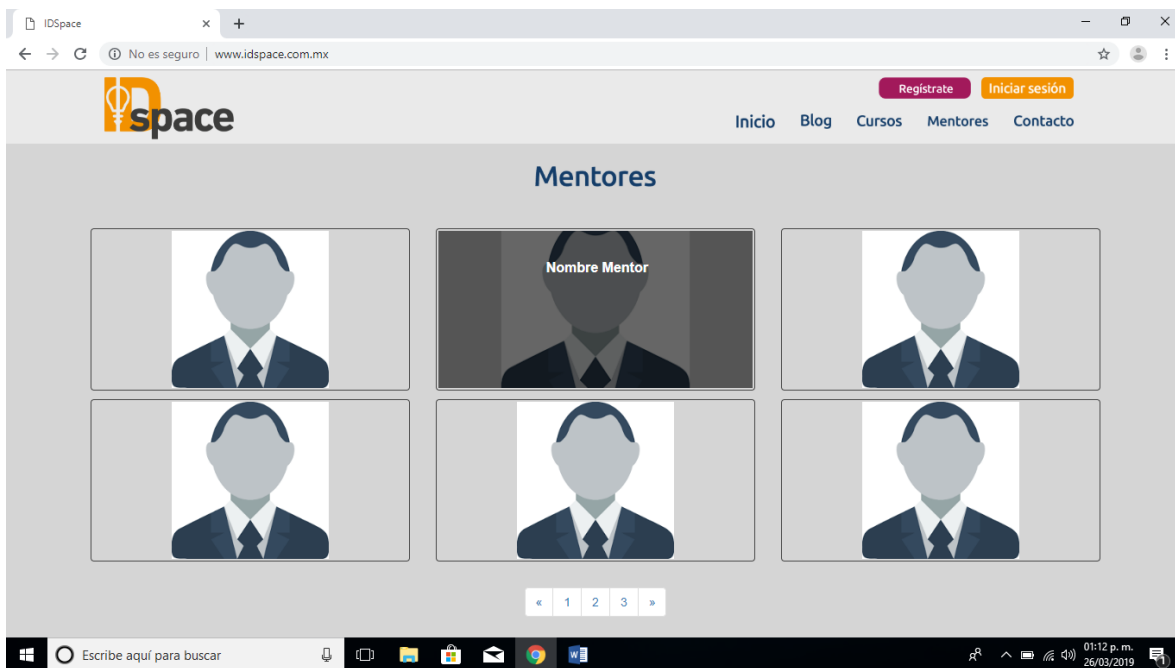 IDSpace
No es seguro | www.idspace.com.mx
IDspace
Regístrate
Iniciar sesión
Inicio Blog Cursos Mentores Contacto
Mentores
Nombre Mentor
« 1 2 3 »
Escribe aquí para buscar
01:12 p. m.
26/03/2019